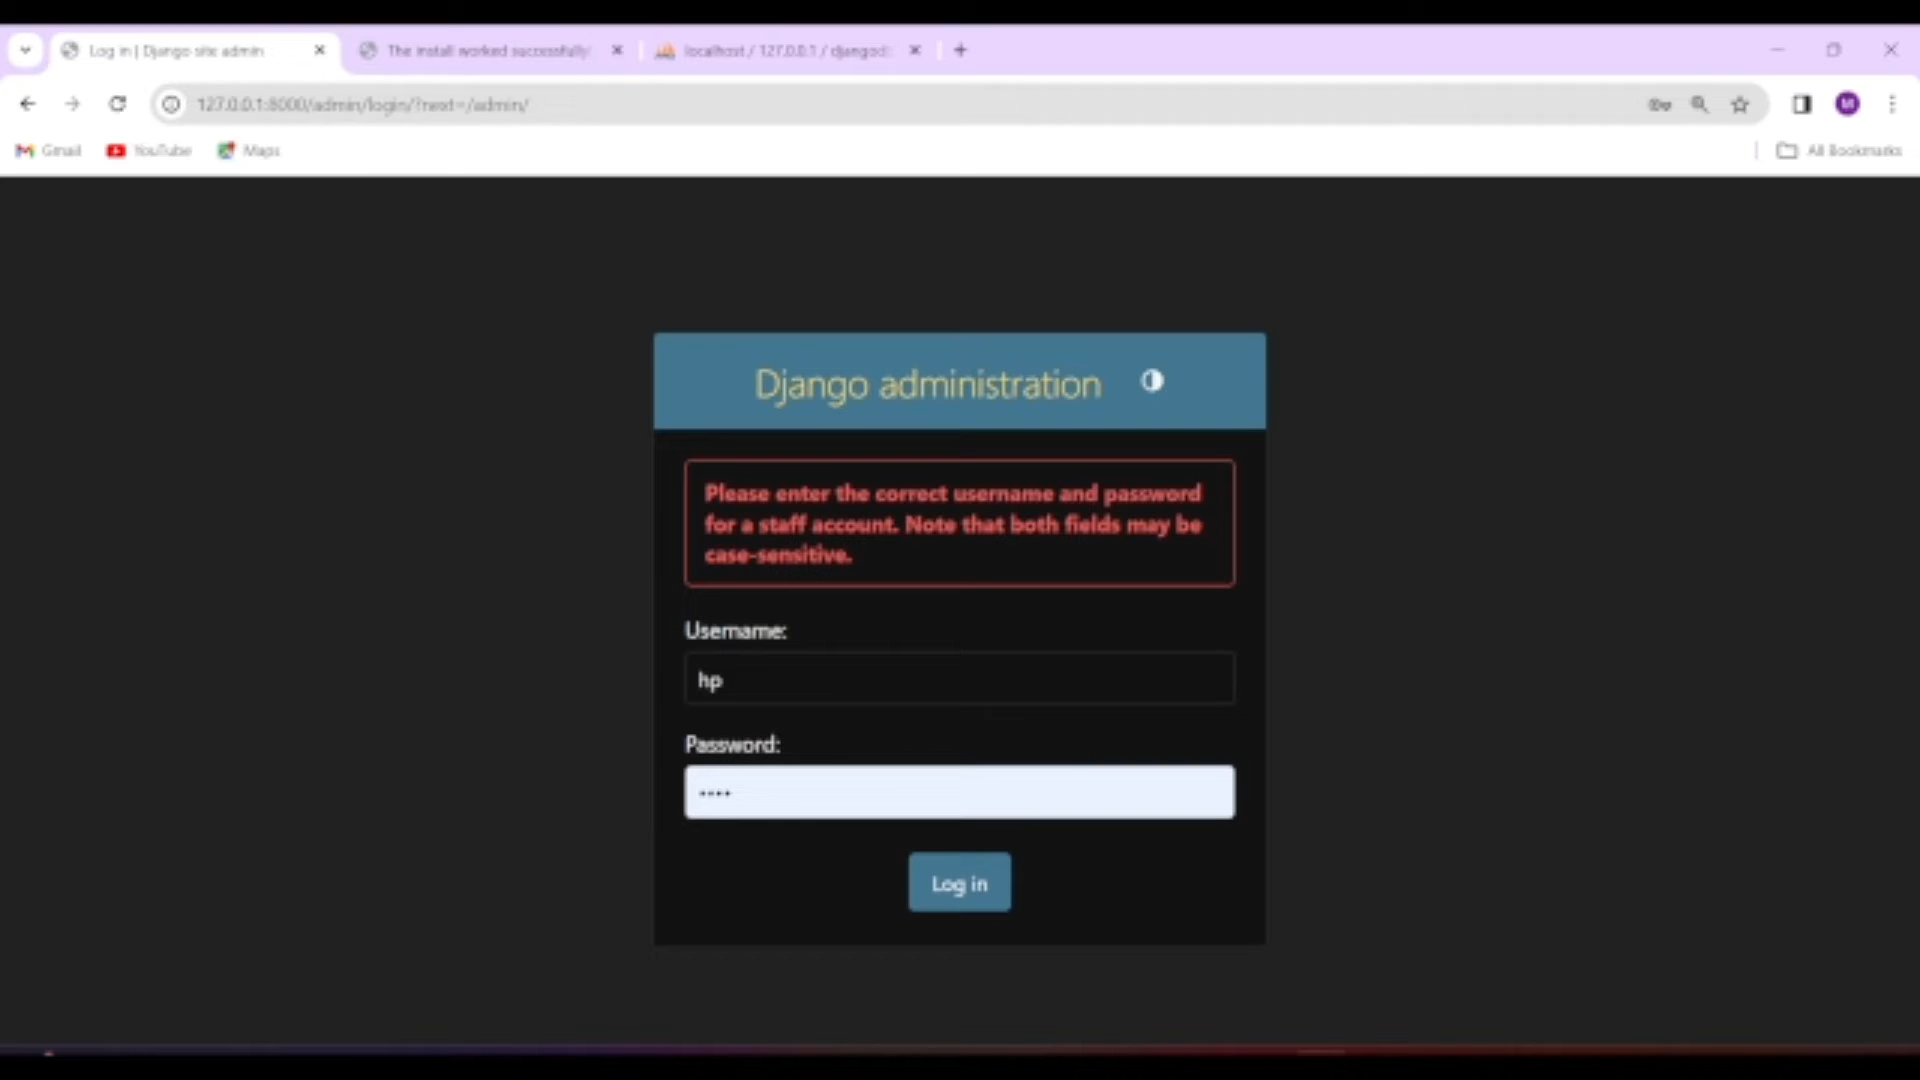 Log in | Django site admin
The install worked successfully!
localhost / 127.0.0.1 / djangod
127.0.0.1:8000/admin/login/?next=/admin/
M
Gmail
YouTube
Maps
All Bookmarks
Django administration
Please enter the correct username and password
for a staff account. Note that both fields may be
case-sensitive.
Username:
hp
Password:
Log in